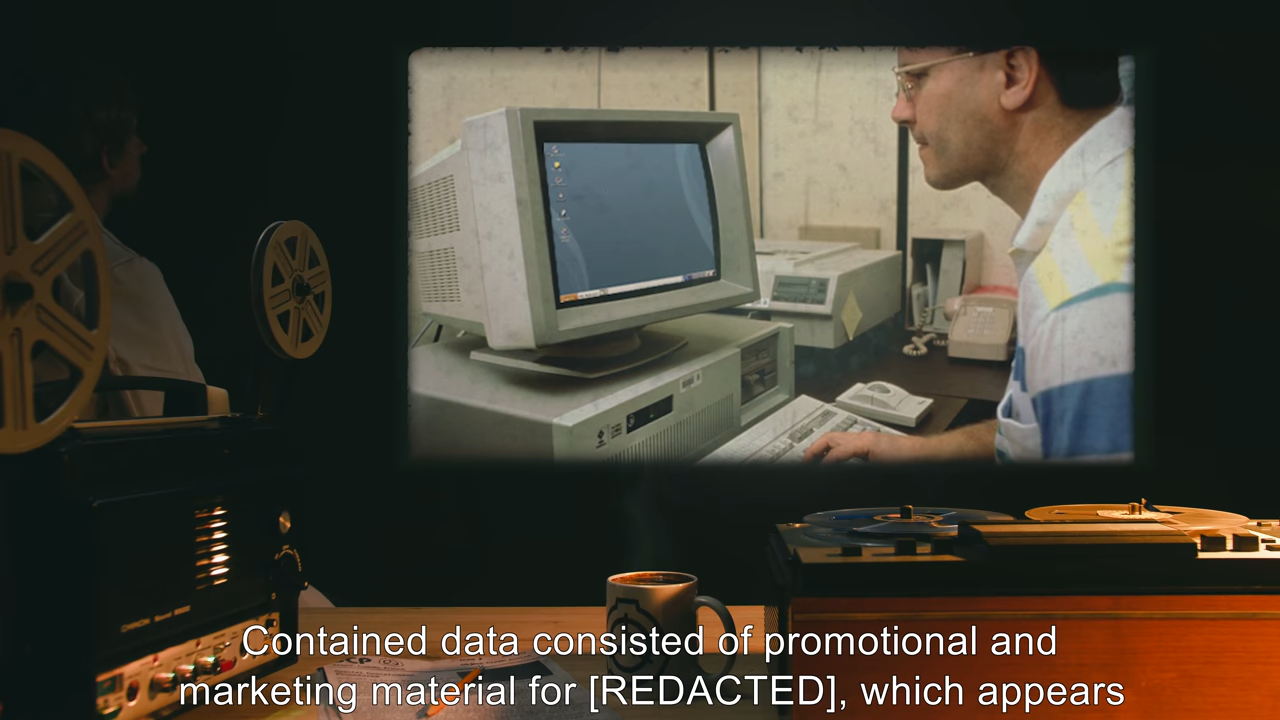 Contained data consisted of promotional and
marketing material for [REDACTED], which appears